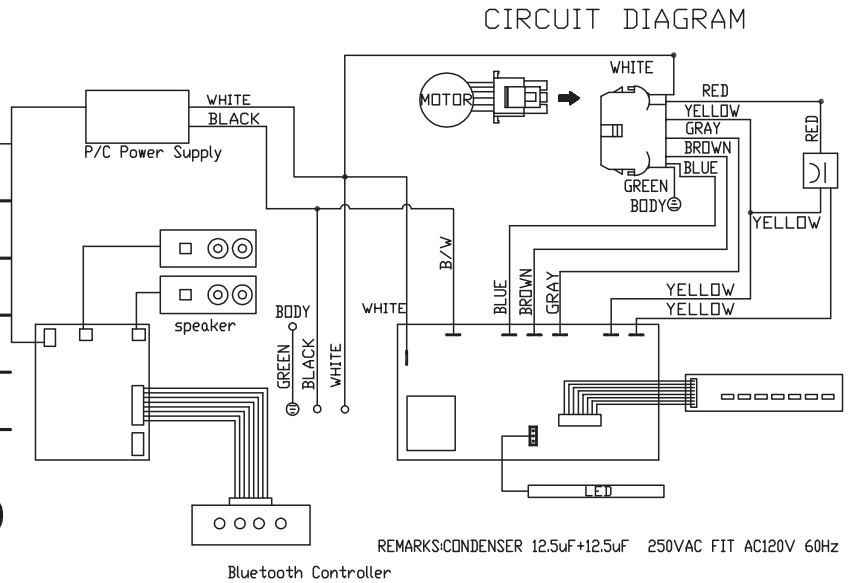 CIRCUIT DIAGRAM
WHITE
MOTOR
RED
YELLOW
GRAY
BROWN
BLUE
RED
GREEN
BODY
YELLOW
WHITE
BLACK
P/C Power Supply
B/W
BLUE
BROWN
GRAY
YELLOW
YELLOW
WHITE
speaker
BODY
GREEN
BLACK
WHITE
LED
REMARKS:CONDENSER 12.5uF+12.5uF 250VAC FIT AC120V 60Hz
Bluetooth Controller